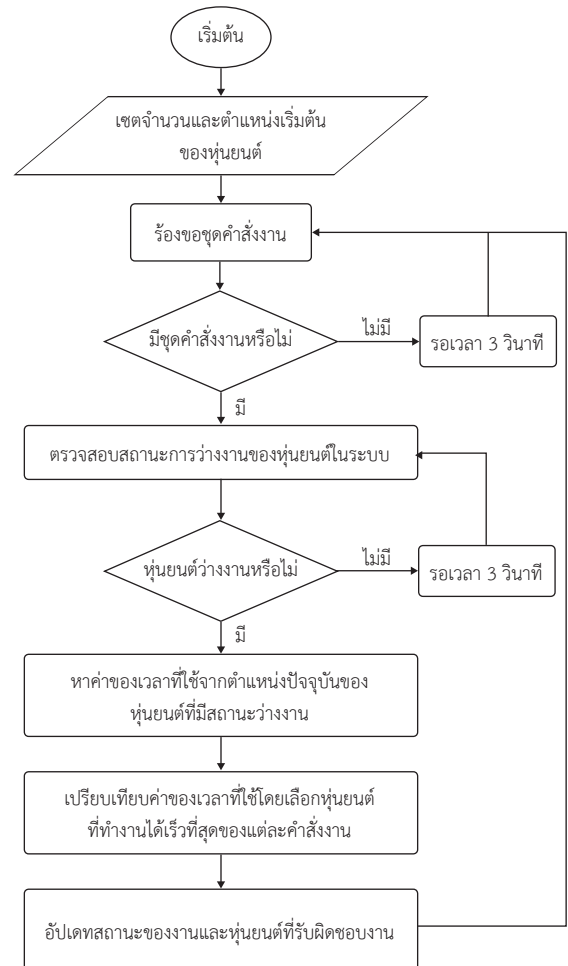 เริ่มต้น
เซตจำนวนและตำแหน่งเริ่มต้น
ของหุ่นยนต์
ร้องขอชุดคำสั่งงาน
มีชุดคำสั่งงานหรือไม่
ไม่มี
รอเวลา 3 วินาที
มี
ตรวจสอบสถานะการว่างงานของหุ่นยนต์ในระบบ
หุ่นยนต์ว่างงานหรือไม่
ไม่มี
รอเวลา 3 วินาที
มี
หาค่าของเวลาที่ใช้จากตำแหน่งปัจจุบันของ
หุ่นยนต์ที่มีสถานะว่างงาน
เปรียบเทียบค่าของเวลาที่ใช้โดยเลือกหุ่นยนต์
ที่ทำงานได้เร็วที่สุดของแต่ละคำสั่งงาน
อัปเดทสถานะของงานและหุ่นยนต์ที่รับผิดชอบงาน